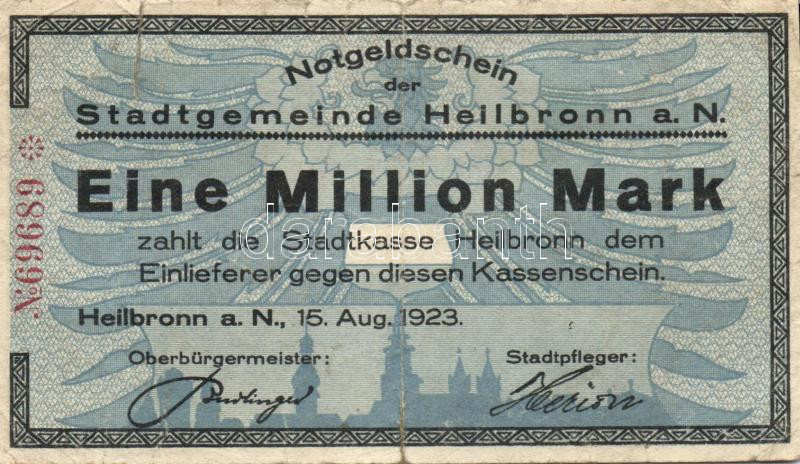 Notgeldschein
der
Stadtgemeinde Heilbronn a. N.
Eine Million Mark
zahlt die Stadtkasse Heilbronn dem
Einlieferer gegen diesen Kassenschein.
Heilbronn a. N., 15. Aug. 1923.
Oberbürgermeister: Stadtpfleger:
№69689 *
darabanth